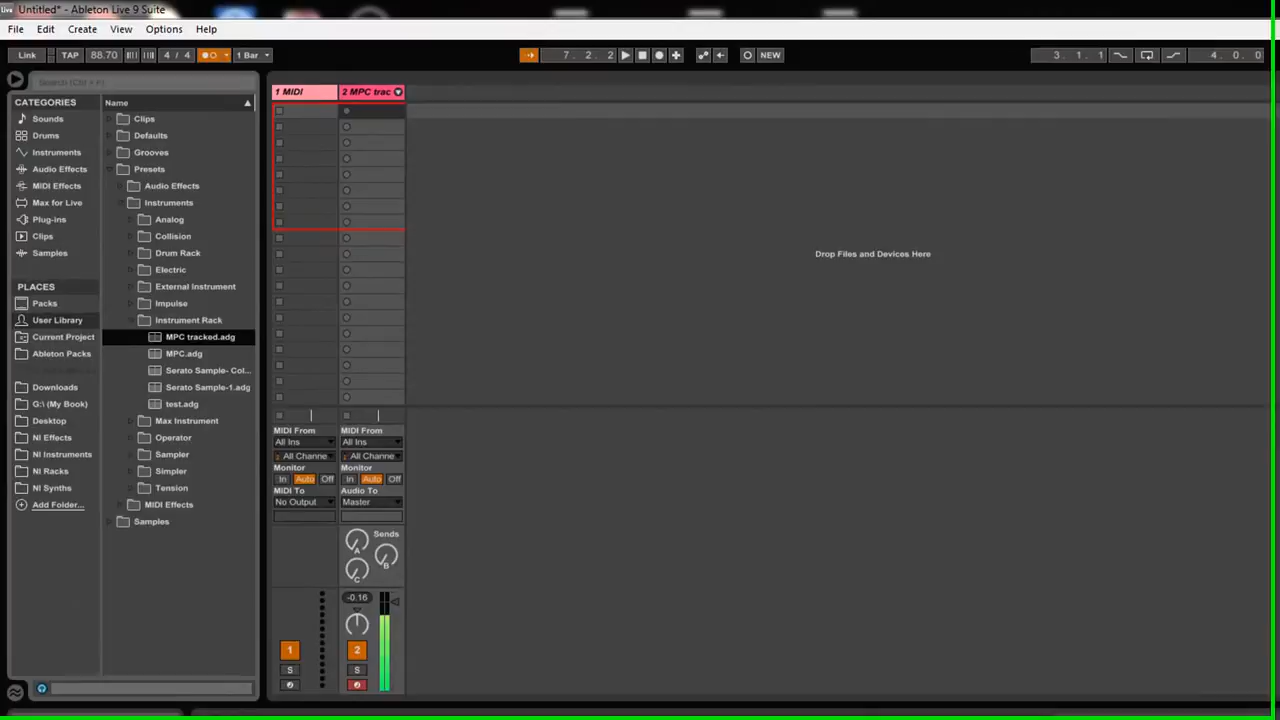 Live Untitled* - Ableton Live 9 Suite
File Edit Create View Options Help
Link TAP 88.70 4 / 4 1 Bar 7. 2. 2 NEW 3. 1. 1 4. 0. 0
Search (Ctrl + F)
CATEGORIES
Sounds
Drums
Instruments
Audio Effects
MIDI Effects
Max for Live
Plug-ins
Clips
Samples
PLACES
Packs
User Library
Current Project
Ableton Packs
Downloads
G:\ (My Book)
Desktop
NI Effects
NI Instruments
NI Racks
NI Synths
Add Folder...
Name
Clips
Defaults
Grooves
Presets
Audio Effects
Instruments
Analog
Collision
Drum Rack
Electric
External Instrument
Impulse
Instrument Rack
MPC tracked.adg
MPC.adg
Serato Sample- Col...
Serato Sample-1.adg
test.adg
Max Instrument
Operator
Sampler
Simpler
Tension
MIDI Effects
Samples
1 MIDI
2 MPC trac
Drop Files and Devices Here
MIDI From
All Ins
All Channe
Monitor
In Auto Off
MIDI To
No Output
1
S
MIDI From
All Ins
All Channe
Monitor
In Auto Off
Audio To
Master
Sends
A
B
C
-0.16
2
S